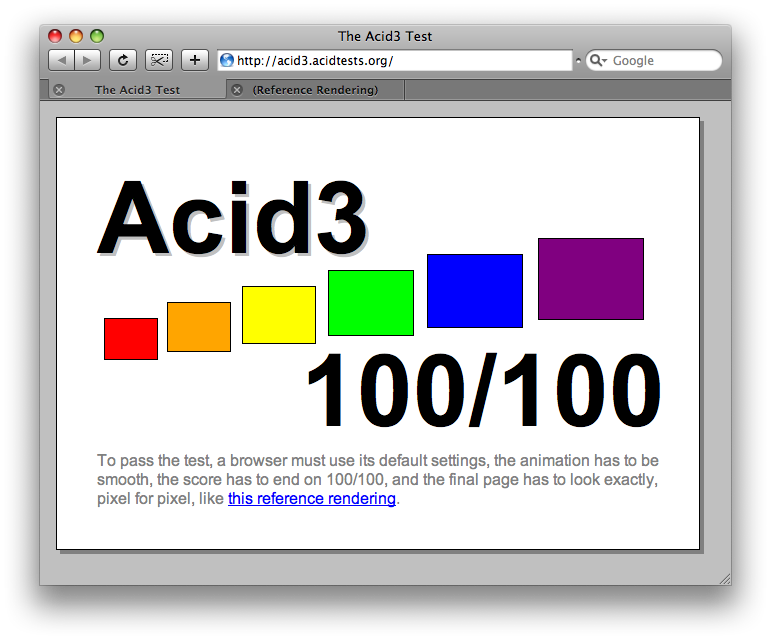 The Acid3 Test
http://acid3.acidtests.org/
Google
The Acid3 Test
(Reference Rendering)
Acid3
100/100
To pass the test, a browser must use its default settings, the animation has to be
smooth, the score has to end on 100/100, and the final page has to look exactly,
pixel for pixel, like this reference rendering.